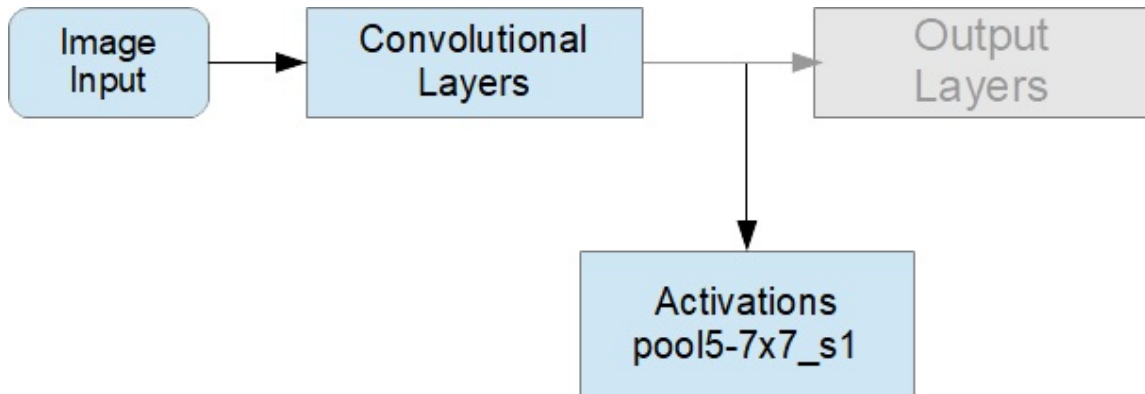 Image
Input
Convolutional
Layers
Output
Layers
Activations
pool5-7x7_s1